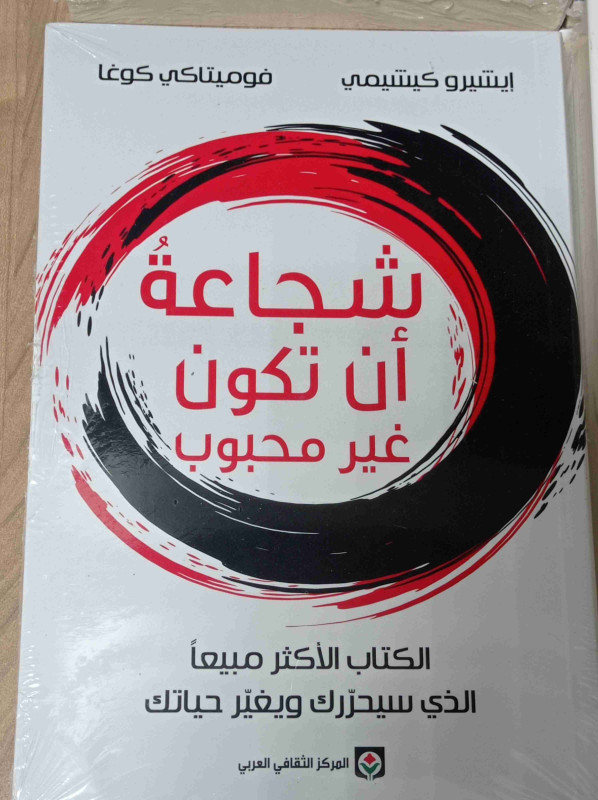 إيشيرو كيشيمي فوميتاكي كوغا
شجاعةُ
أن تكون
غير محبوب
الكتاب الأكثر مبيعاً
الذي سيحرّرك ويغيّر حياتك
المركز الثقافي العربي